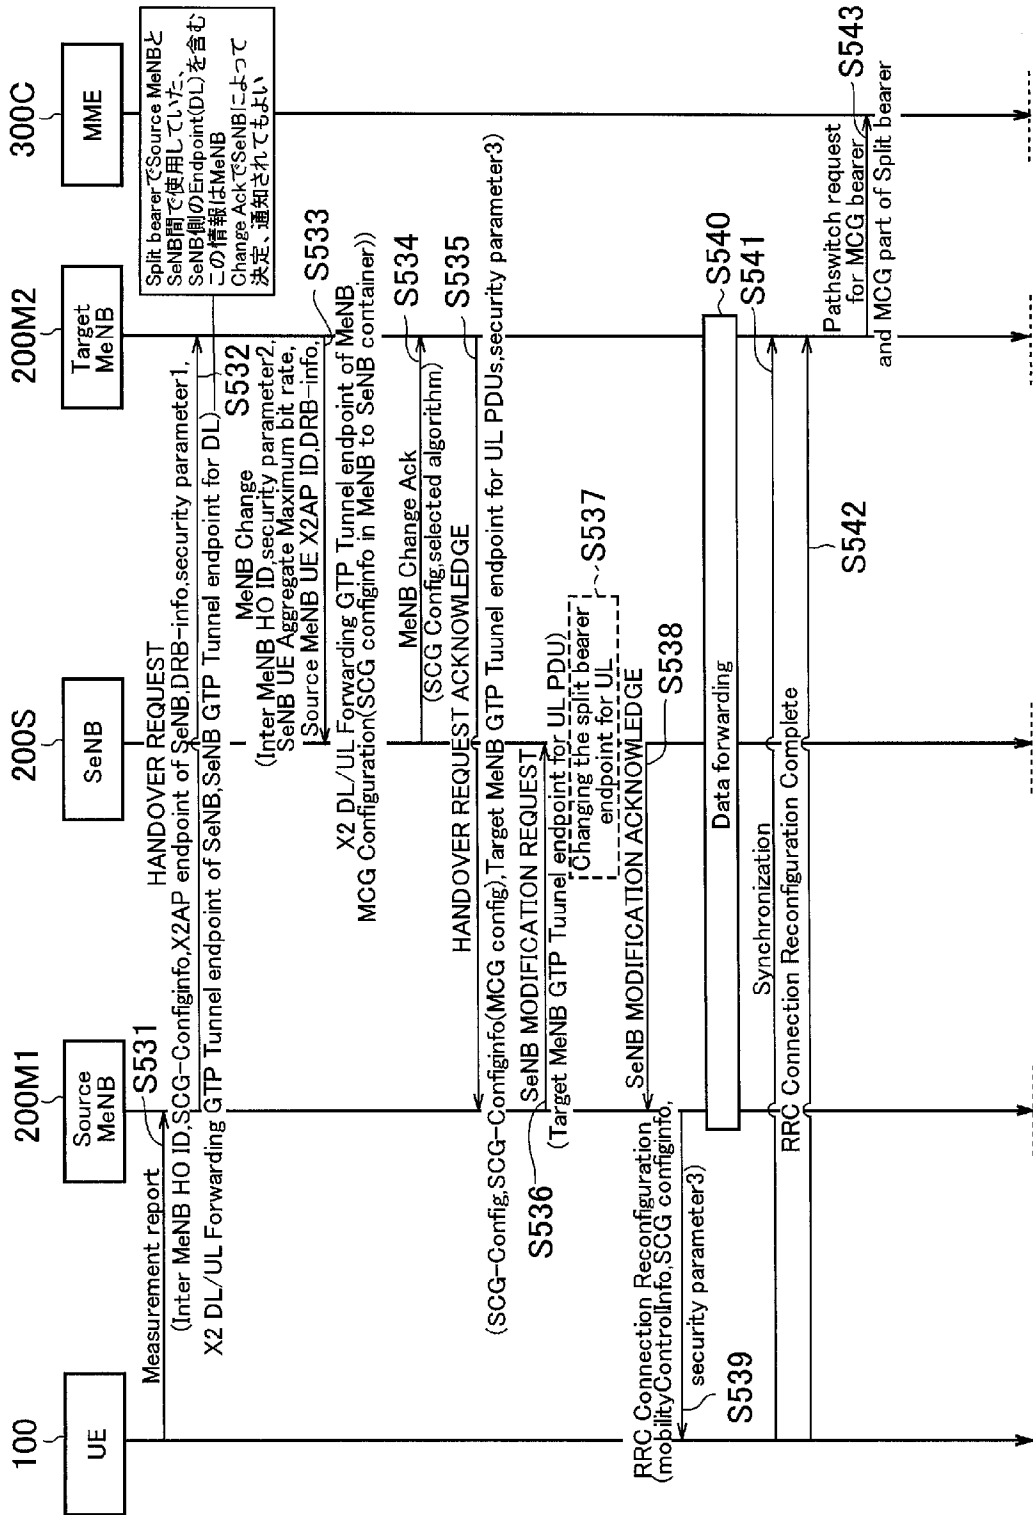 100
UE
200M1
Source
MeNB
200S
SeNB
200M2
Target
MeNB
300C
MME
Split bearerでSource MeNBと
SeNB間で使用していた、
SeNB側のEndpoint(DL)を含む
この情報はMeNB
Change AckでSeNBによって
決定、通知されてもよい
Measurement report
S531
HANDOVER REQUEST
(Inter MeNB HO ID,SCG-Configinfo,X2AP endpoint of SeNB,DRB-info,security parameter1,
X2 DL/UL Forwarding GTP Tunnel endpoint of SeNB,SeNB GTP Tunnel endpoint for DL)
S532
MeNB Change
(Inter MeNB HO ID,security parameter2,
SeNB UE Aggregate Maximum bit rate,
Source MeNB UE X2AP ID,DRB-info,
S533
X2 DL/UL Forwarding GTP Tunnel endpoint of MeNB
MCG Configuration(SCG configinfo in MeNB to SeNB container))
MeNB Change Ack
S534
(SCG Config,selected algorithm)
HANDOVER REQUEST ACKNOWLEDGE
S535
(SCG-Config,SCG-Configinfo(MCG config),Target MeNB GTP Tuunel endpoint for UL PDUs,security parameter3)
SeNB MODIFICATION REQUEST
S536
(Target MeNB GTP Tuunel endpoint for UL PDU)
Changing the split bearer
endpoint for UL
S537
SeNB MODIFICATION ACKNOWLEDGE
S538
RRC Connection Reconfiguration
(mobilityControlInfo,SCG configinfo,
security parameter3)
S539
Data forwarding
S540
Synchronization
S541
RRC Connection Reconfiguration Complete
S542
Pathswitch request
for MCG bearer
S543
and MCG part of Split bearer